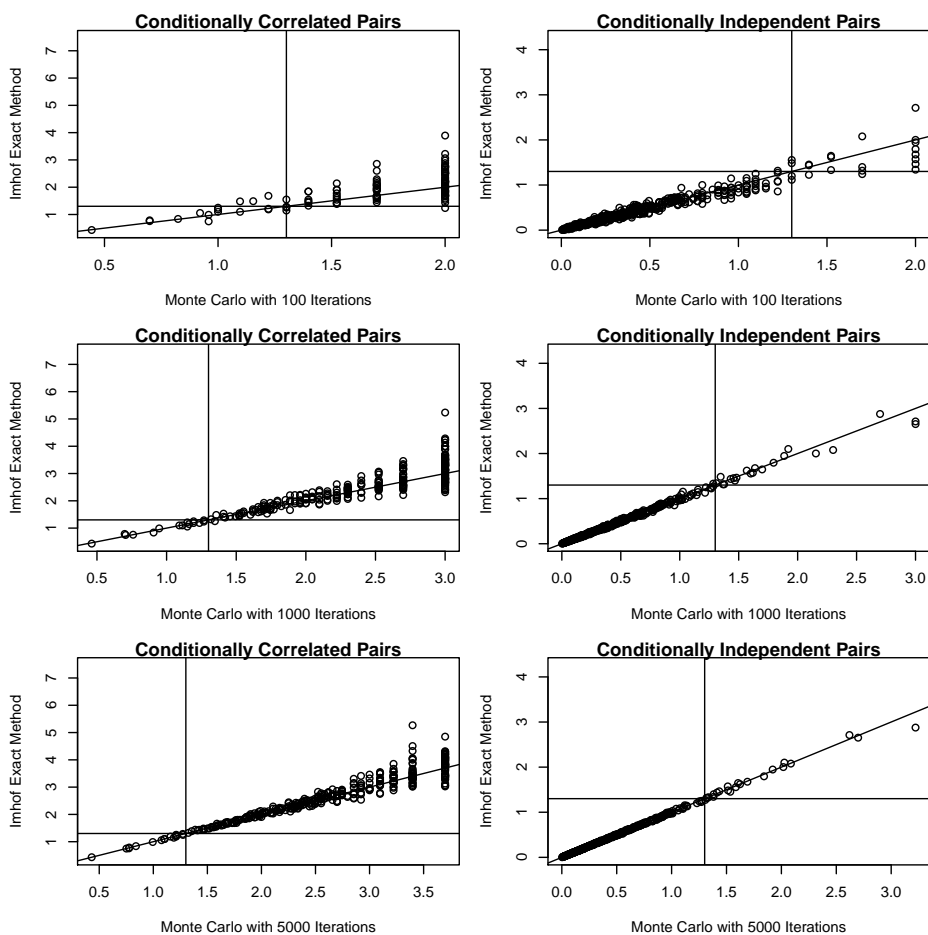 Conditionally Correlated Pairs
Imhof Exact Method
7
6
5
4
3
2
1
0.5 1.0 1.5 2.0
Monte Carlo with 100 Iterations
Conditionally Independent Pairs
Imhof Exact Method
4
3
2
1
0
0.0 0.5 1.0 1.5 2.0
Monte Carlo with 100 Iterations
Conditionally Correlated Pairs
Imhof Exact Method
7
6
5
4
3
2
1
0.5 1.0 1.5 2.0 2.5 3.0
Monte Carlo with 1000 Iterations
Conditionally Independent Pairs
Imhof Exact Method
4
3
2
1
0
0.0 0.5 1.0 1.5 2.0 2.5 3.0
Monte Carlo with 1000 Iterations
Conditionally Correlated Pairs
Imhof Exact Method
7
6
5
4
3
2
1
0.5 1.0 1.5 2.0 2.5 3.0 3.5
Monte Carlo with 5000 Iterations
Conditionally Independent Pairs
Imhof Exact Method
4
3
2
1
0
0.0 0.5 1.0 1.5 2.0 2.5 3.0
Monte Carlo with 5000 Iterations